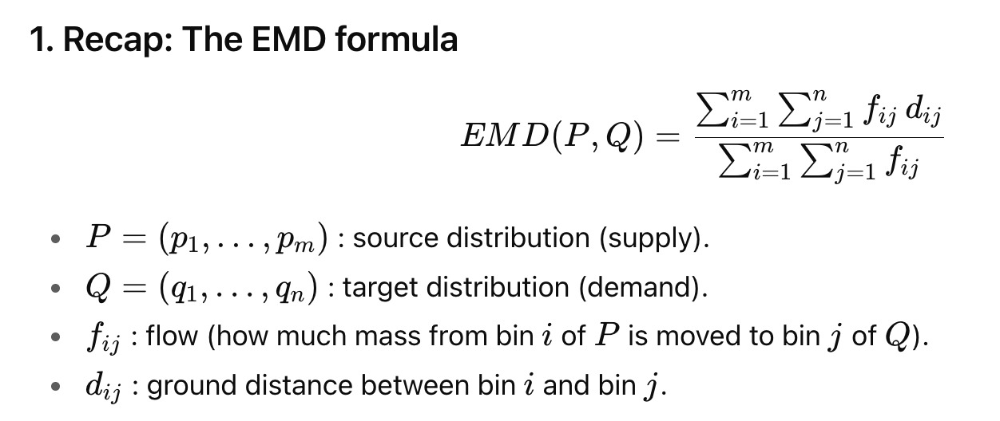 1. Recap: The EMD formula
EMD(P, Q) = \frac{\sum_{i=1}^{m} \sum_{j=1}^{n} f_{ij} d_{ij}}{\sum_{i=1}^{m} \sum_{j=1}^{n} f_{ij}}
• P = (p_1, . . . , p_m) : source distribution (supply).
• Q = (q_1, . . . , q_n) : target distribution (demand).
• f_{ij} : flow (how much mass from bin i of P is moved to bin j of Q).
• d_{ij} : ground distance between bin i and bin j.